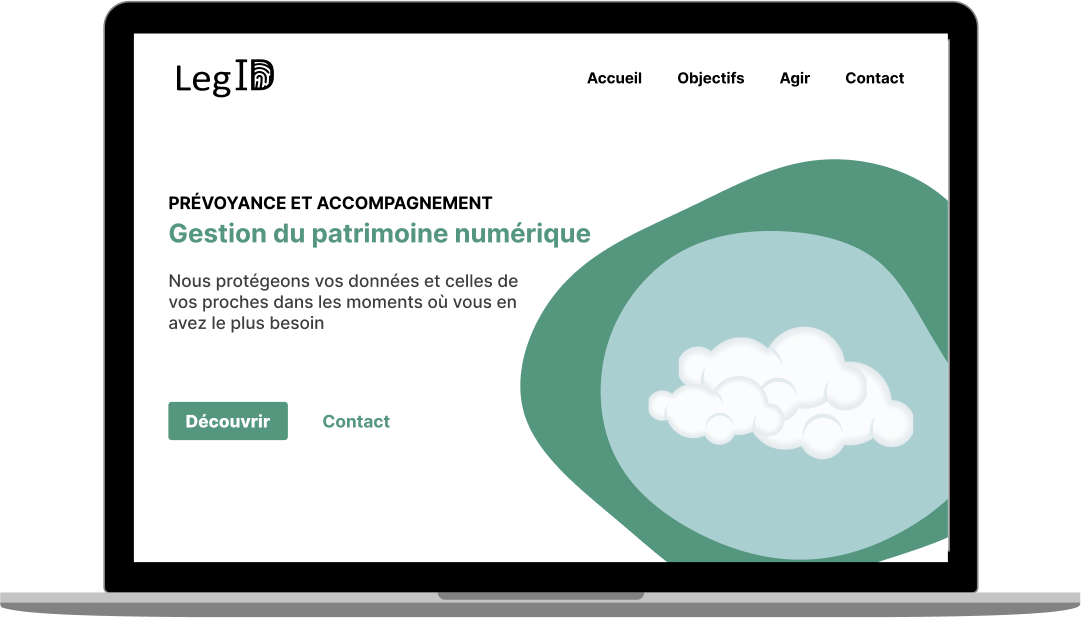 LegID
Accueil Objectifs Agir Contact
PRÉVOYANCE ET ACCOMPAGNEMENT
Gestion du patrimoine numérique
Nous protégeons vos données et celles de
vos proches dans les moments où vous en
avez le plus besoin
Découvrir Contact